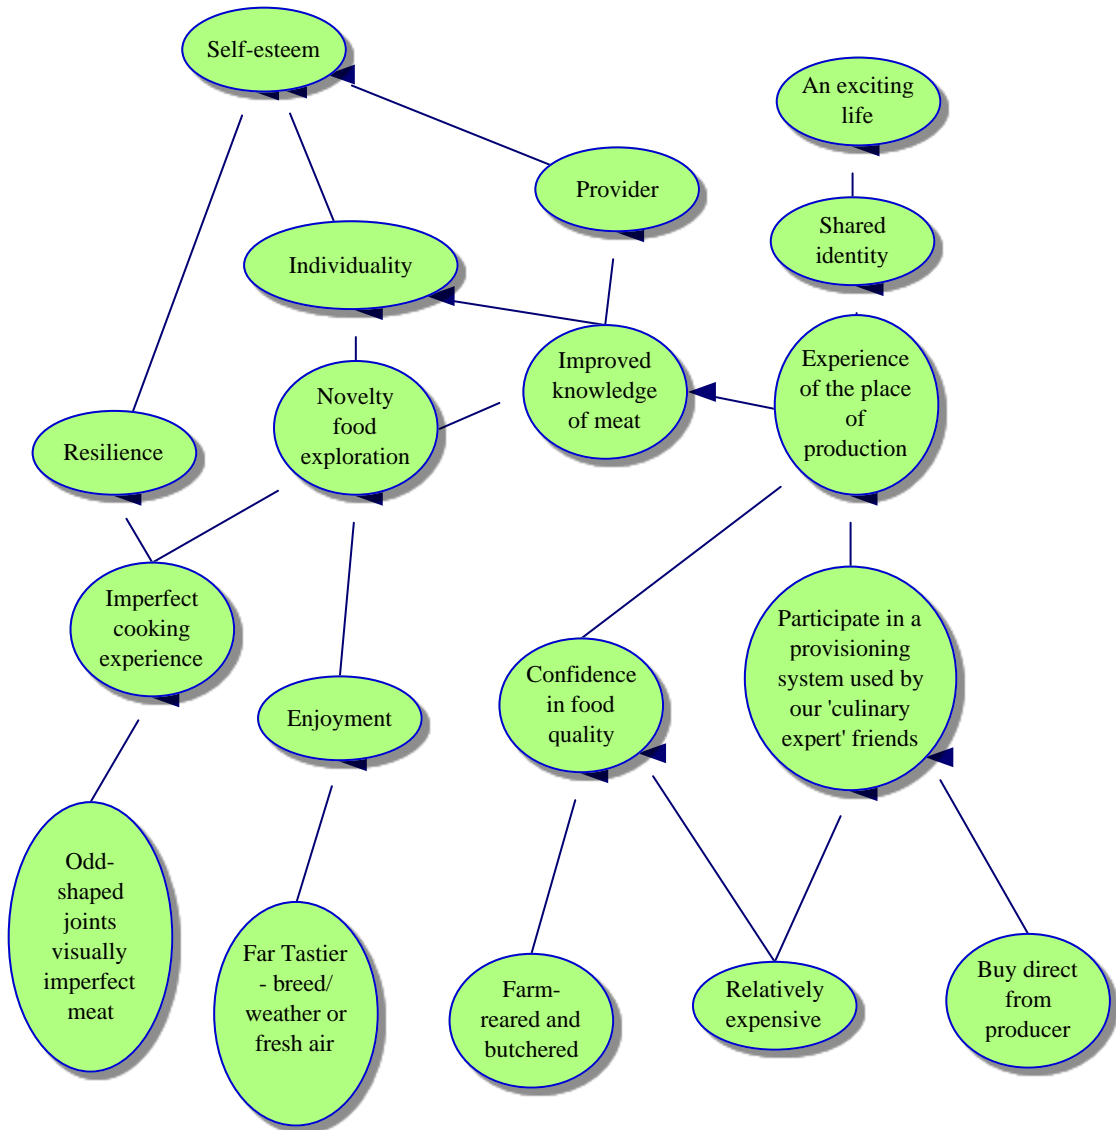 Self-esteem
An exciting
life
Provider
Shared
identity
Individuality
Improved
knowledge
of meat
Experience
of the place
of
production
Novelty
food
exploration
Resilience
Imperfect
cooking
experience
Enjoyment
Confidence
in food
quality
Participate in a
provisioning
system used by
our 'culinary
expert' friends
Odd-
shaped
joints
visually
imperfect
meat
Far Tastier
- breed/
weather or
fresh air
Farm-
reared and
butchered
Relatively
expensive
Buy direct
from
producer